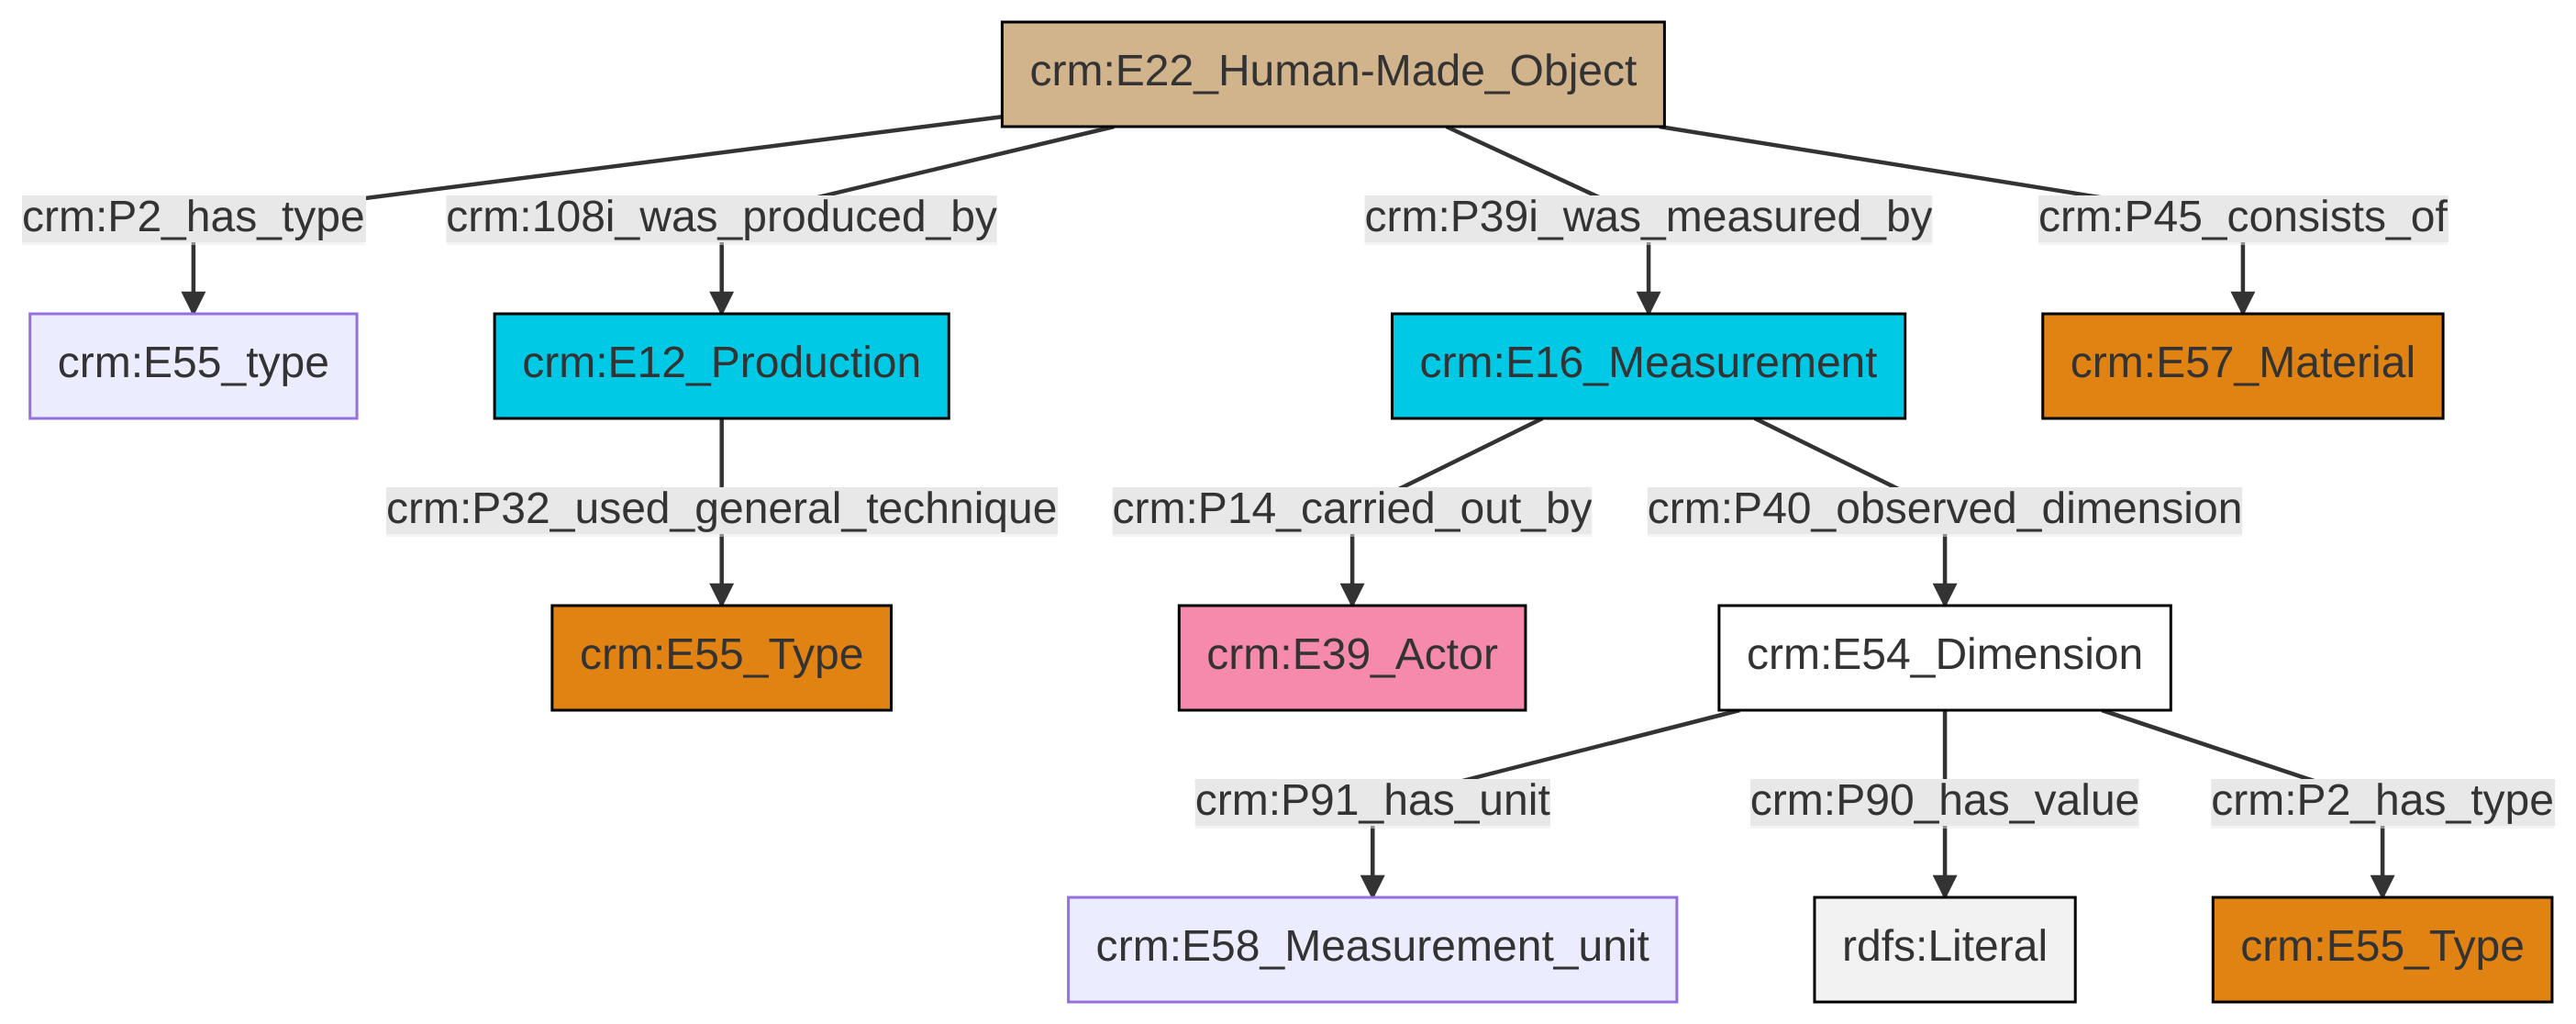 crm:E22_Human-Made_Object
crm:P2_has_type
crm:108i_was_produced_by
crm:P39i_was_measured_by
crm:P45_consists_of
crm:E55_type
crm:E12_Production
crm:E16_Measurement
crm:E57_Material
crm:P32_used_general_technique
crm:P14_carried_out_by
crm:P40_observed_dimension
crm:E55_Type
crm:E39_Actor
crm:E54_Dimension
crm:P91_has_unit
crm:P90_has_value
crm:P2_has_type
crm:E58_Measurement_unit
rdfs:Literal
crm:E55_Type